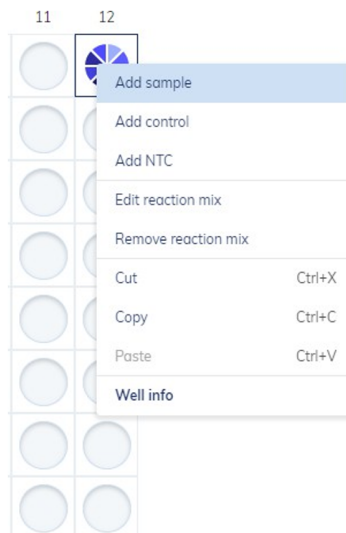 11 12
Add sample
Add control
Add NTC
Edit reaction mix
Remove reaction mix
Cut Ctrl+X
Copy Ctrl+C
Paste Ctrl+V
Well info